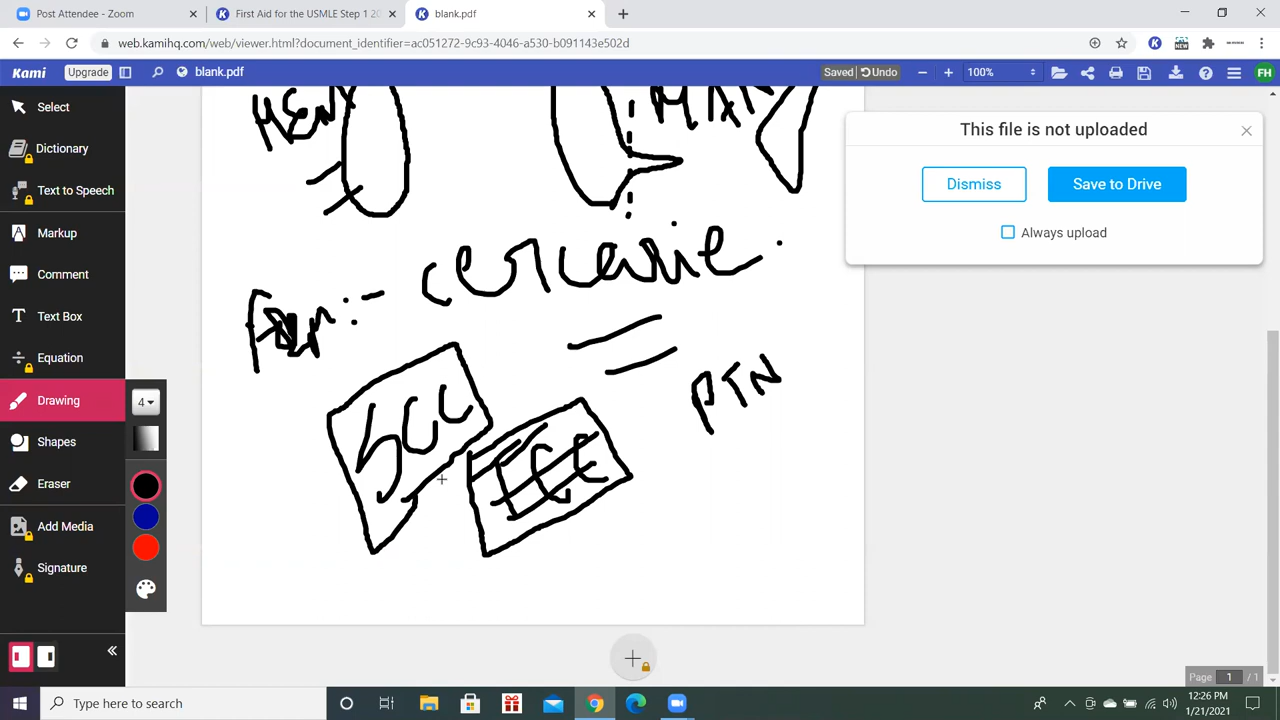 Post Attendee - Zoom
First Aid for the USMLE Step 1 20
blank.pdf
web.kamihq.com/web/viewer.html?document_identifier=ac051272-9c93-4046-a530-b091143e502d
Kami Upgrade blank.pdf Saved Undo 100% FH
Select
Dictionary
Text to Speech
Markup
Comment
Text Box
Equation
Drawing
Shapes
Eraser
Add Media
Signature
4
This file is not uploaded
Dismiss Save to Drive
Always upload
:- cercarie.
SCC
PTN
Page 1 / 1
Type here to search
12:26 PM
1/21/2021